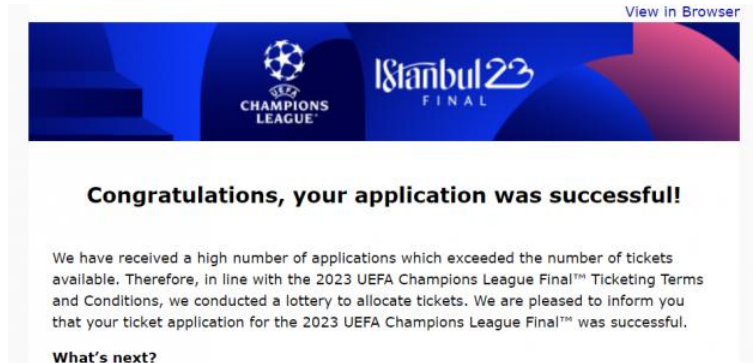 View in Browser
UEFA
CHAMPIONS
LEAGUE
IStanbul 23
FINAL
Congratulations, your application was successful!
We have received a high number of applications which exceeded the number of tickets
available. Therefore, in line with the 2023 UEFA Champions League Final™ Ticketing Terms
and Conditions, we conducted a lottery to allocate tickets. We are pleased to inform you
that your ticket application for the 2023 UEFA Champions League Final™ was successful.
What's next?